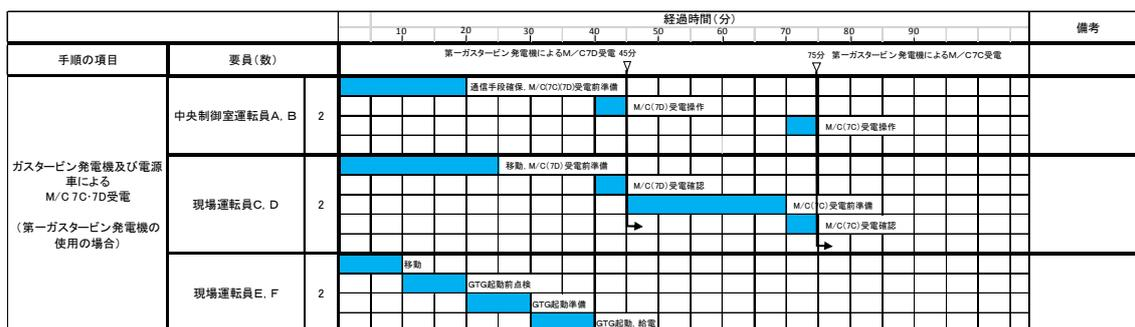 経過時間(分)
備考
10 20 30 40 50 60 70 80 90
手順の項目
要員(数)
第一ガスタービン発電機によるM/C7D受電 45分
75分 第一ガスタービン発電機によるM/C7C受電
ガスタービン発電機及び電源
車による
M/C 7C・7D受電
(第一ガスタービン発電機の
使用の場合)
中央制御室運転員A, B
2
通信手段確保, M/C(7C)(7D)受電前準備
M/C(7D)受電操作
M/C(7C)受電操作
現場運転員C, D
2
移動, M/C(7D)受電前準備
M/C(7D)受電確認
M/C(7C)受電前準備
M/C(7C)受電確認
現場運転員E, F
2
移動
GTG起動前点検
GTG起動準備
GTG起動, 給電